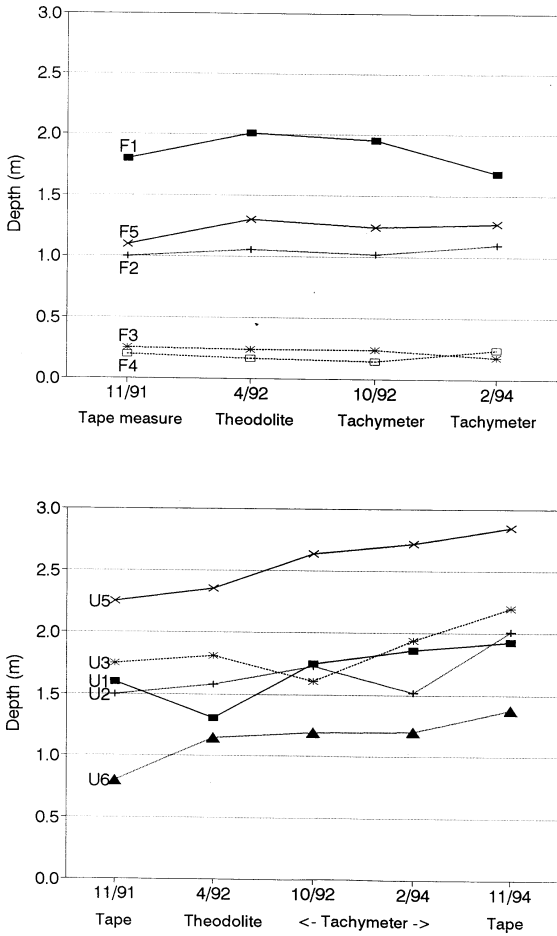 3.0
2.5
2.0
1.5
1.0
0.5
0.0
Depth (m)
F1
F5
F2
F3
F4
11/91 4/92 10/92 2/94
Tape measure Theodolite Tachymeter Tachymeter
3.0
2.5
2.0
1.5
1.0
0.5
0.0
Depth (m)
U5
U3
U1
U2
U6
11/91 4/92 10/92 2/94 11/94
Tape Theodolite <- Tachymeter -> Tape